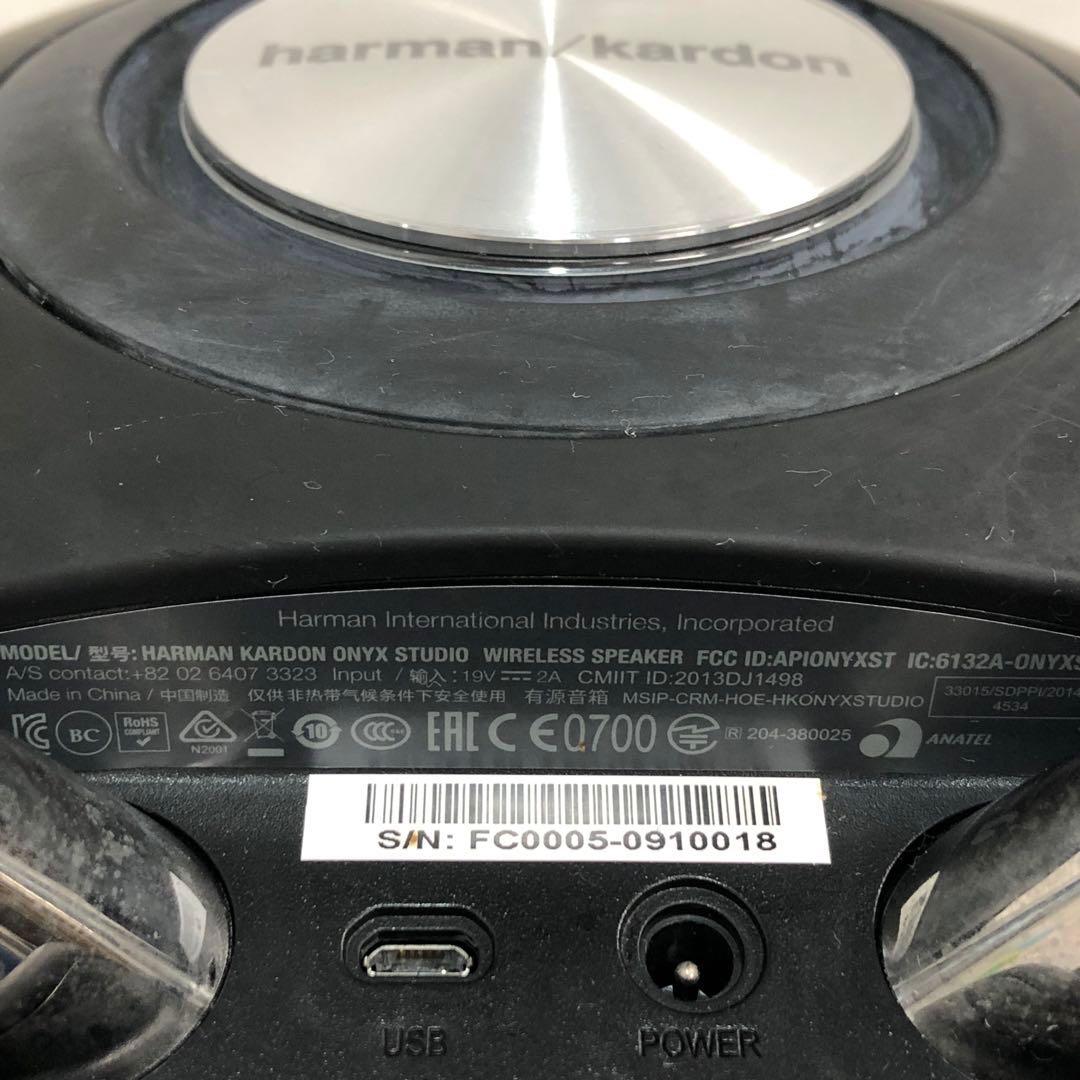 harman/kardon
Harman International Industries, Incorporated
MODEL/ 型号: HARMAN KARDON ONYX STUDIO WIRELESS SPEAKER FCC ID:APIONYXST IC:6132A-ONYXS
A/S contact:+82 02 6407 3323 Input / 输入: 19V 2A CMIIT ID:2013DJ1498
Made in China / 中国制造 仅供非热带气候条件下安全使用 有源音箱 MSIP-CRM-HOE-HKONYXSTUDIO
33015/SDPPI/2014
4534
BC RoHS COMPLIANT N2001 10 CCC EAC CE0700 R 204-380025 ANATEL
S/N: FC0005-0910018
USB POWER